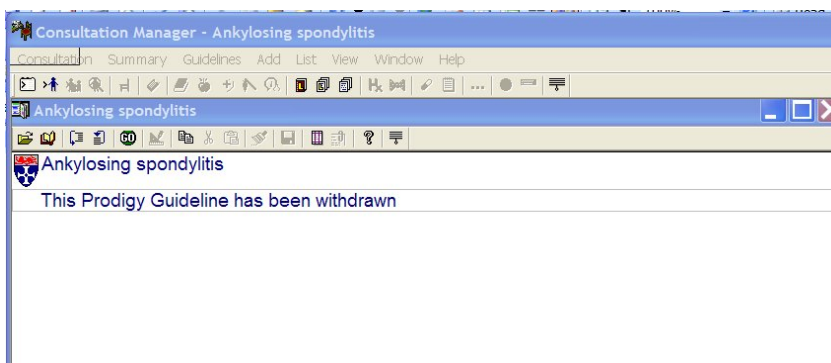 Consultation Manager - Ankylosing spondylitis
Consultation Summary Guidelines Add List View Window Help
Ankylosing spondylitis
GO
Ankylosing spondylitis
This Prodigy Guideline has been withdrawn